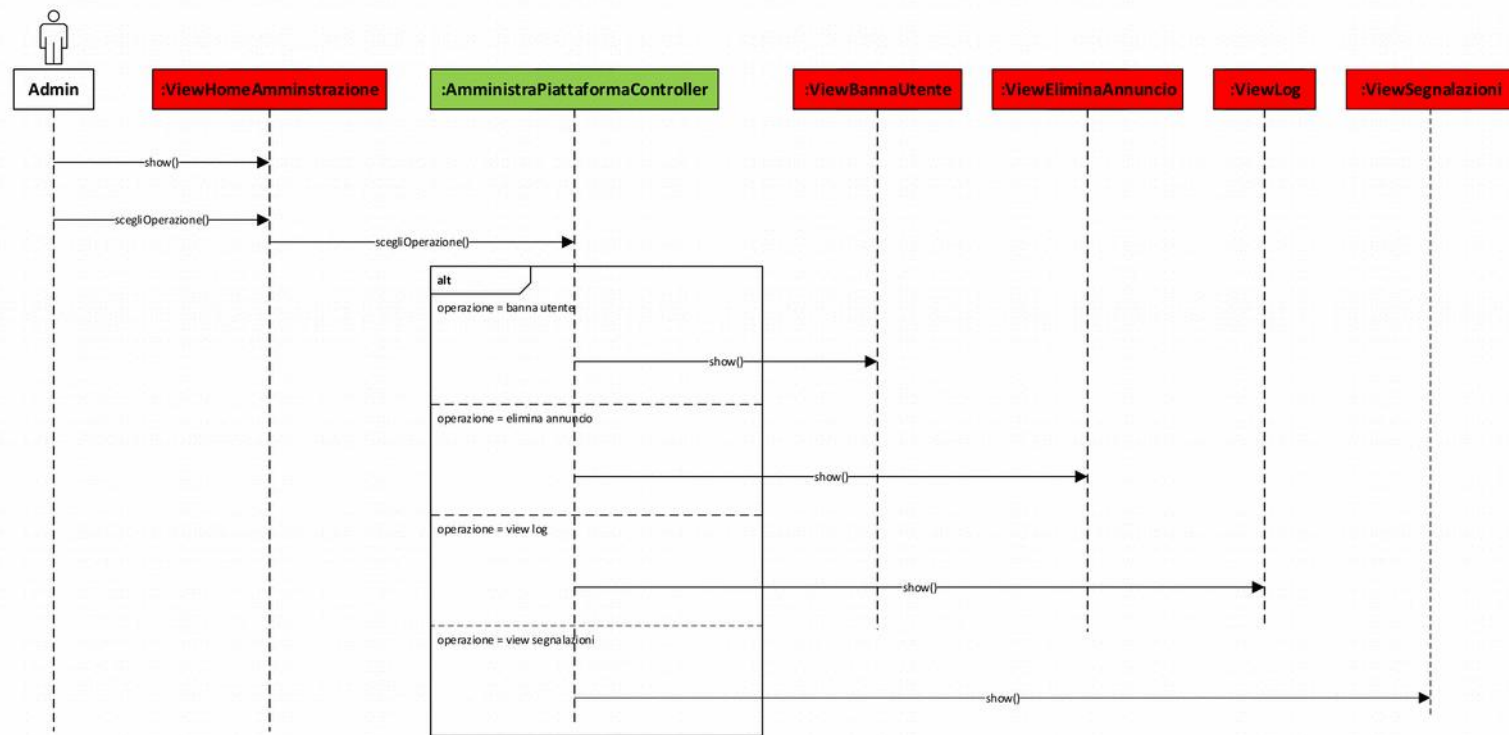 Admin
:ViewHomeAmminstrazione
:AmministraPiattaformaController
:ViewBannaUtente
:ViewEliminaAnnuncio
:ViewLog
:ViewSegnalazioni
show()
scegliOperazione()
scegliOperazione()
alt
operazione = banna utente
show()
operazione = elimina annuncio
show()
operazione = view log
show()
operazione = view segnalazioni
show()